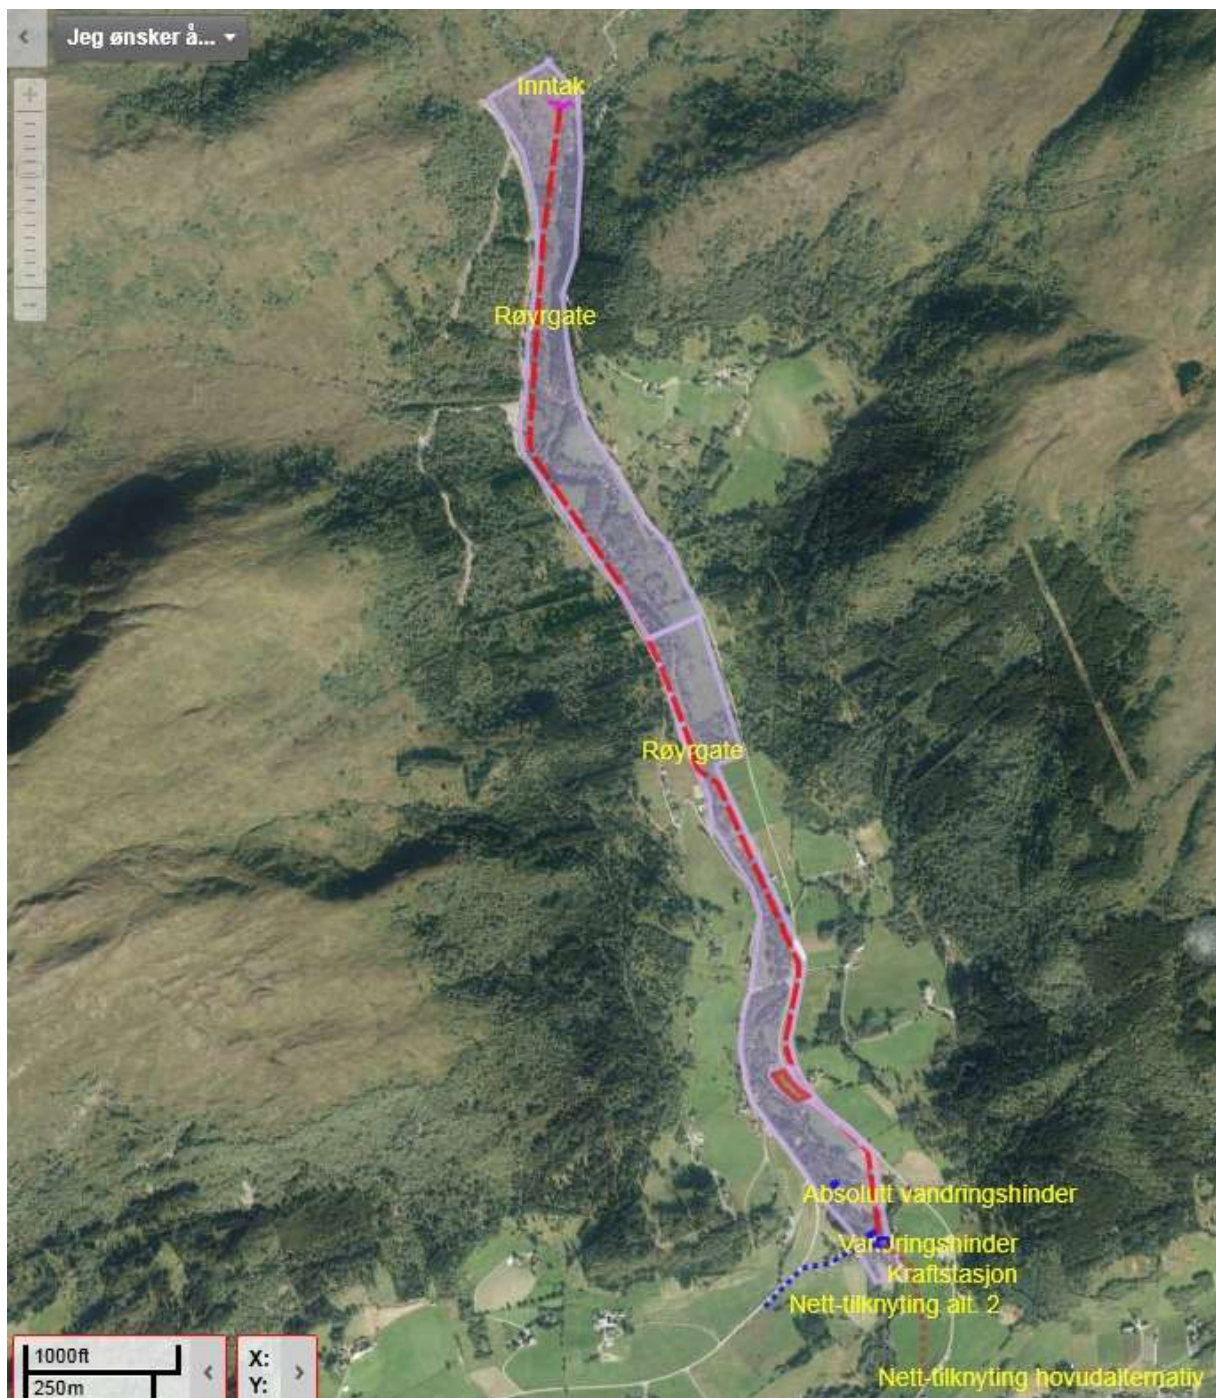 Jeg ønsker å...
Inntak
Røyrgate
Røyrgate
Absolutt vandringshinder
Vandringshinder
Kraftstasjon
Nett-tilknyting alt. 2
Nett-tilknyting hovudalternativ
1000ft
250m
X:
Y: